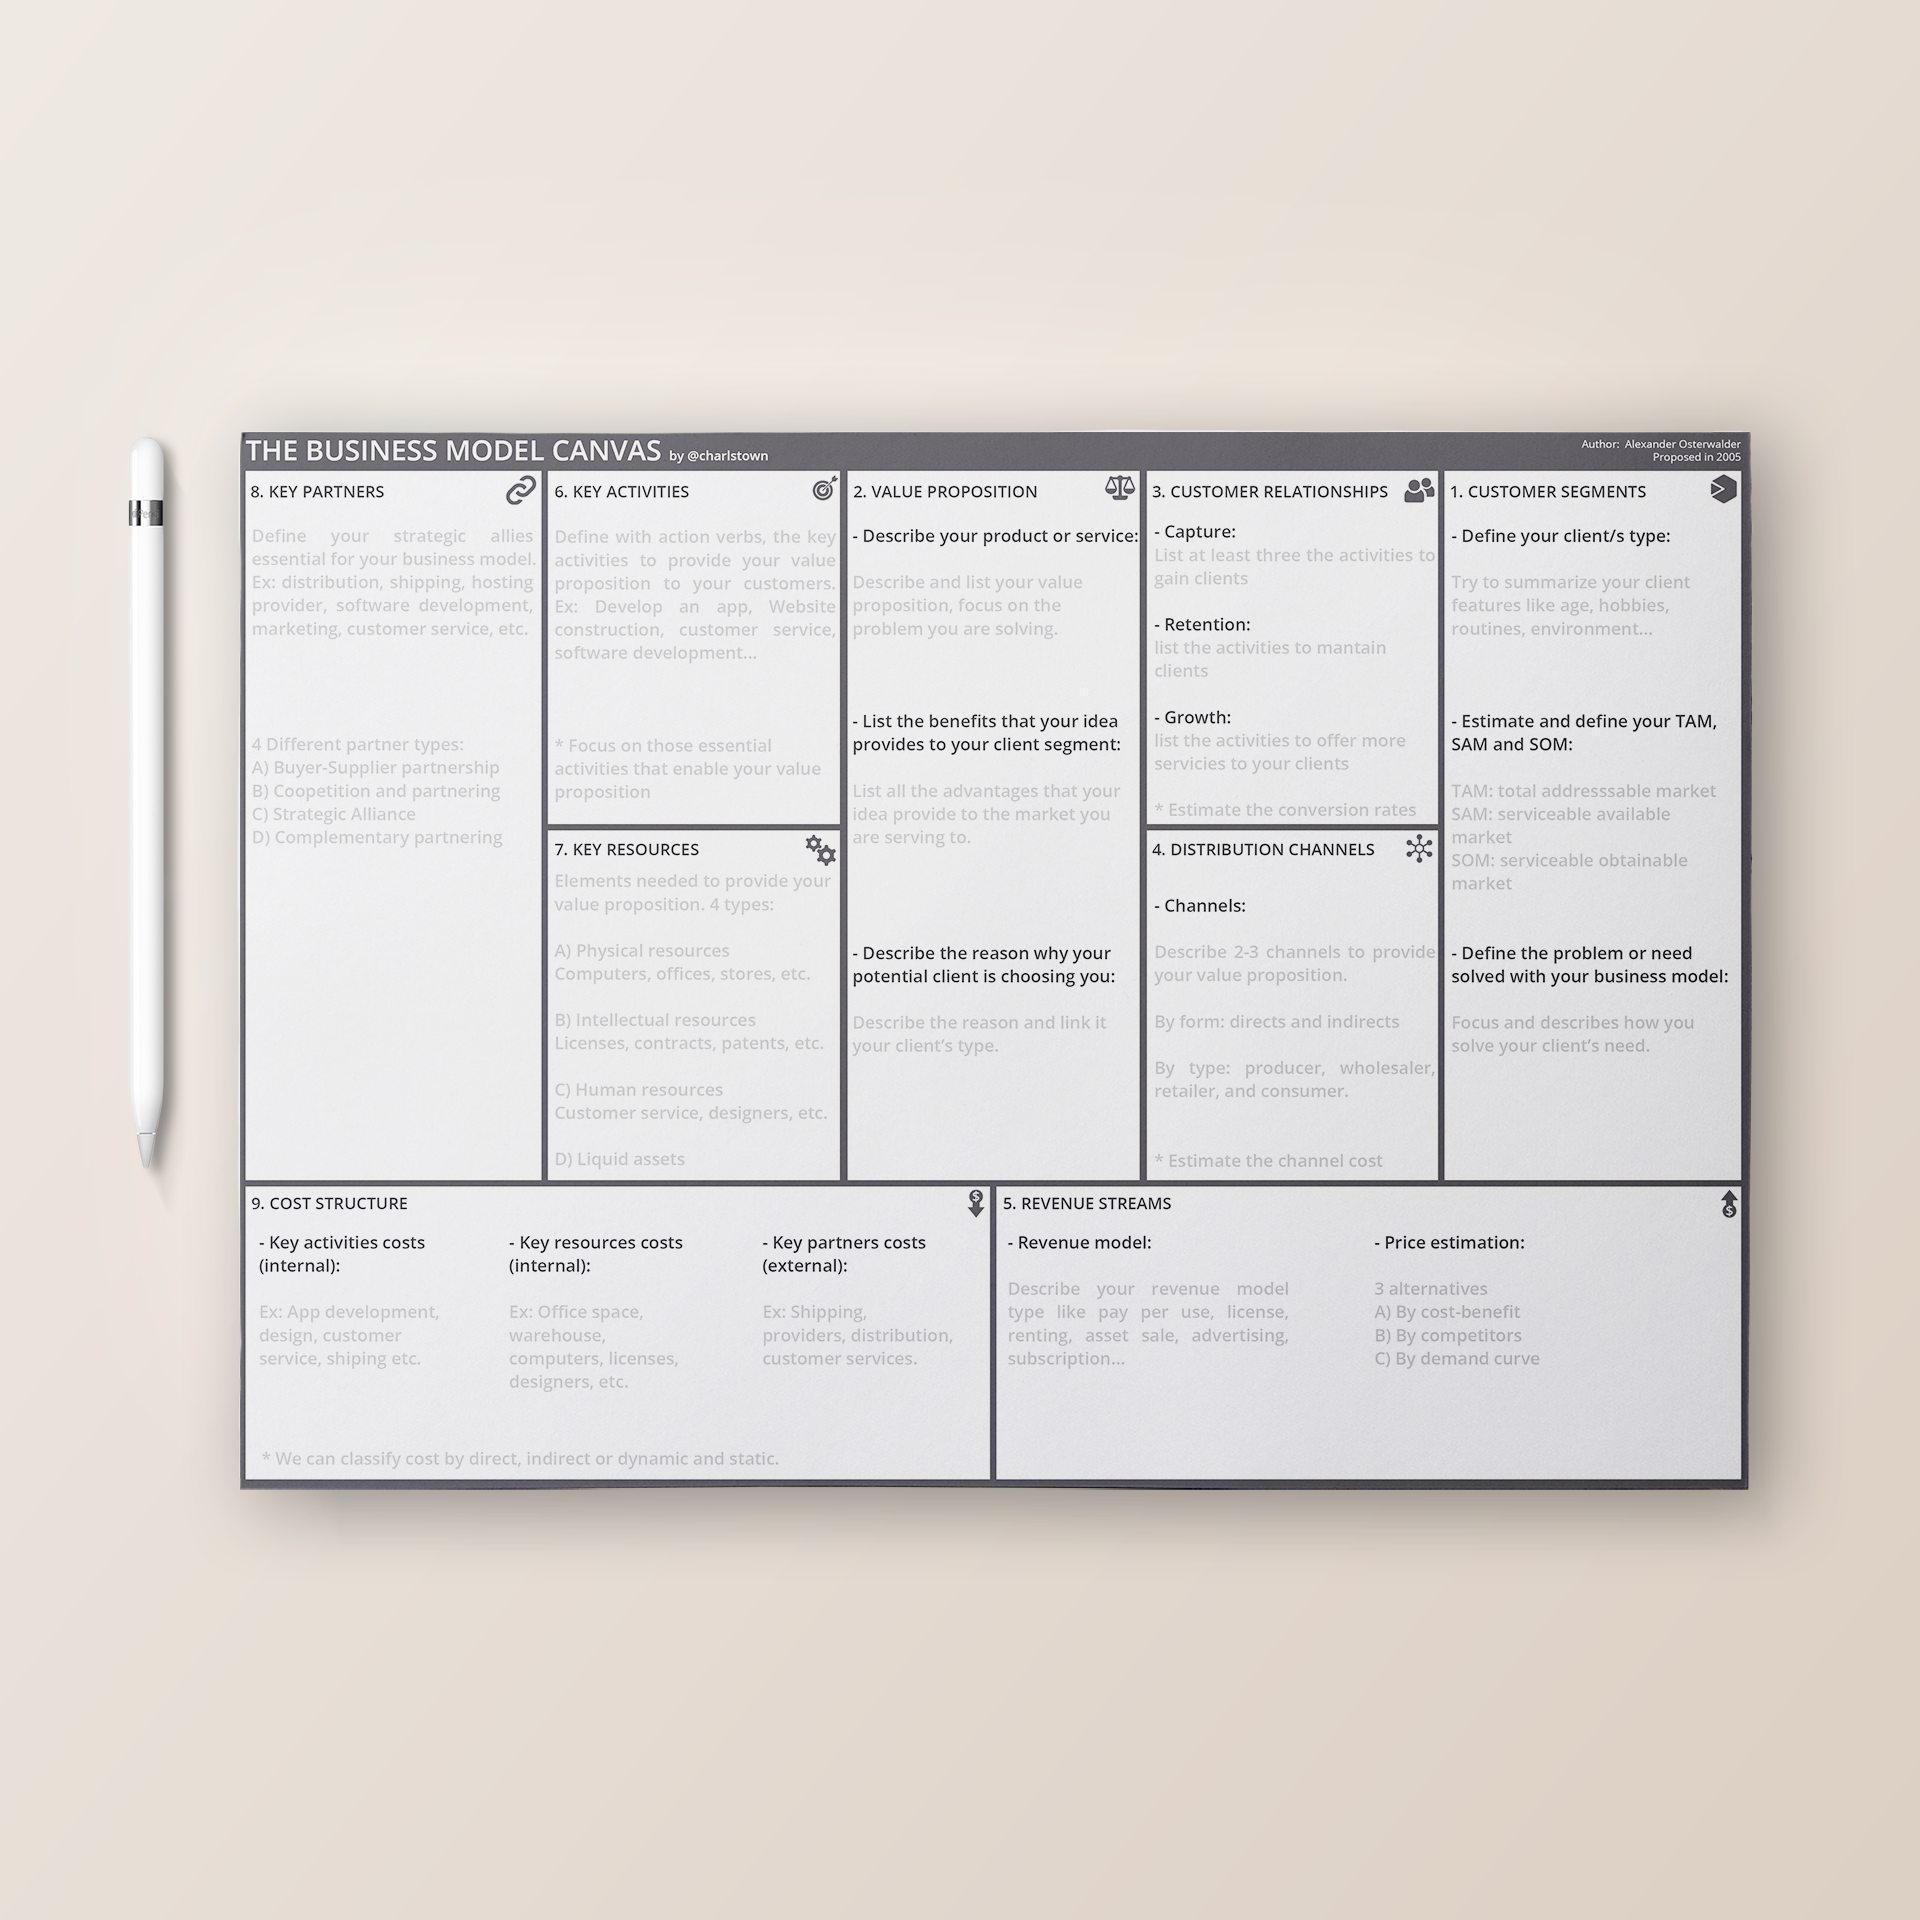 THE BUSINESS MODEL CANVAS by @charlstown
Author: Alexander Osterwalder
Proposed in 2005
8. KEY PARTNERS
Define your strategic allies
essential for your business model.
Ex: distribution, shipping, hosting
provider, software development,
marketing, customer service, etc.
4 Different partner types:
A) Buyer-Supplier partnership
B) Coopetition and partnering
C) Strategic Alliance
D) Complementary partnering
6. KEY ACTIVITIES
Define with action verbs, the key
activities to provide your value
proposition to your customers.
Ex: Develop an app, Website
construction, customer service,
software development...
* Focus on those essential
activities that enable your value
proposition
7. KEY RESOURCES
Elements needed to provide your
value proposition. 4 types:
A) Physical resources
Computers, offices, stores, etc.
B) Intellectual resources
Licenses, contracts, patents, etc.
C) Human resources
Customer service, designers, etc.
D) Liquid assets
2. VALUE PROPOSITION
- Describe your product or service:
Describe and list your value
proposition, focus on the
problem you are solving.
- List the benefits that your idea
provides to your client segment:
List all the advantages that your
idea provide to the market you
are serving to.
- Describe the reason why your
potential client is choosing you:
Describe the reason and link it
your client’s type.
3. CUSTOMER RELATIONSHIPS
- Capture:
List at least three the activities to
gain clients
- Retention:
list the activities to mantain
clients
- Growth:
list the activities to offer more
servicies to your clients
* Estimate the conversion rates
4. DISTRIBUTION CHANNELS
- Channels:
Describe 2-3 channels to provide
your value proposition.
By form: directs and indirects
By type: producer, wholesaler,
retailer, and consumer.
* Estimate the channel cost
1. CUSTOMER SEGMENTS
- Define your client/s type:
Try to summarize your client
features like age, hobbies,
routines, environment...
- Estimate and define your TAM,
SAM and SOM:
TAM: total addresssable market
SAM: serviceable available
market
SOM: serviceable obtainable
market
- Define the problem or need
solved with your business model:
Focus and describes how you
solve your client’s need.
9. COST STRUCTURE
- Key activities costs
(internal):
Ex: App development,
design, customer
service, shiping etc.
- Key resources costs
(internal):
Ex: Office space,
warehouse,
computers, licenses,
designers, etc.
- Key partners costs
(external):
Ex: Shipping,
providers, distribution,
customer services.
* We can classify cost by direct, indirect or dynamic and static.
5. REVENUE STREAMS
- Revenue model:
Describe your revenue model
type like pay per use, license,
renting, asset sale, advertising,
subscription...
- Price estimation:
3 alternatives
A) By cost-benefit
B) By competitors
C) By demand curve